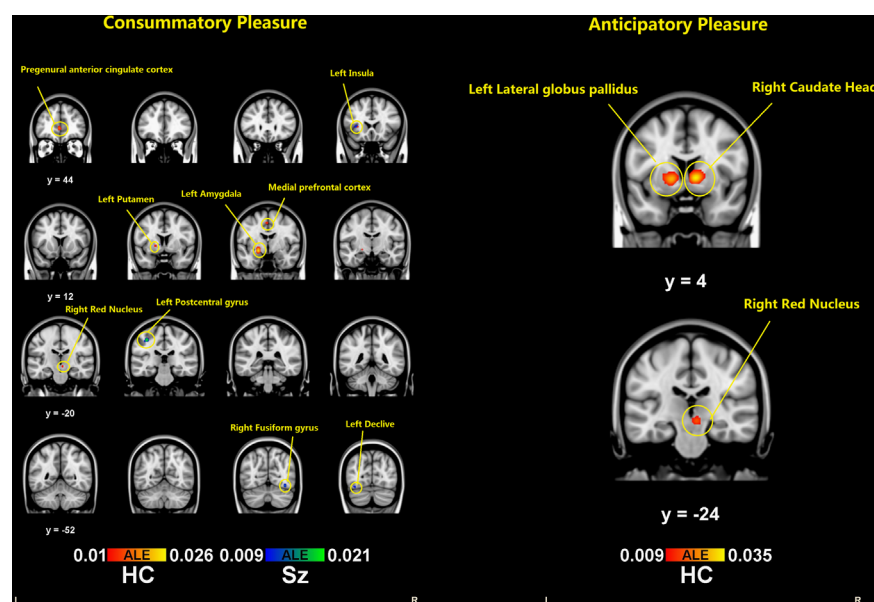 Consummatory Pleasure
Pregenural anterior cingulate cortex
Left Insula
y = 44
Left Putamen
Left Amygdala
Medial prefrontal cortex
y = 12
Right Red Nucleus
Left Postcentral gyrus
y = -20
Right Fusiform gyrus
Left Declive
y = -52
0.01 ALE 0.026
HC
0.009 ALE 0.021
Sz
L
R
Anticipatory Pleasure
Left Lateral globus pallidus
Right Caudate Head
y = 4
Right Red Nucleus
y = -24
0.009 ALE 0.035
HC
L
R